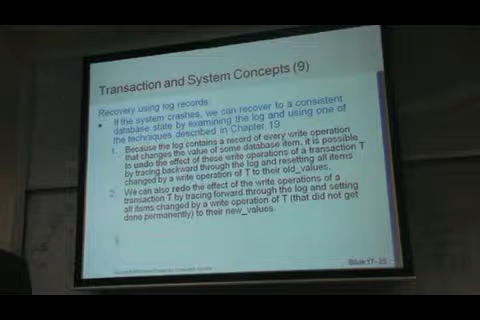 Transaction and System Concepts (9)
Recovery using log records:
If the system crashes, we can recover to a consistent
database state by examining the log and using one of
the techniques described in Chapter 19.
1. Because the log contains a record of every write operation
that changes the value of some database item, it is possible
to undo the effect of these write operations of a transaction T
by tracing backward through the log and resetting all items
changed by a write operation of T to their old_values.
2. We can also redo the effect of the write operations of a
transaction T by tracing forward through the log and setting
all items changed by a write operation of T (that did not get
done permanently) to their new_values.
Slide 17-25